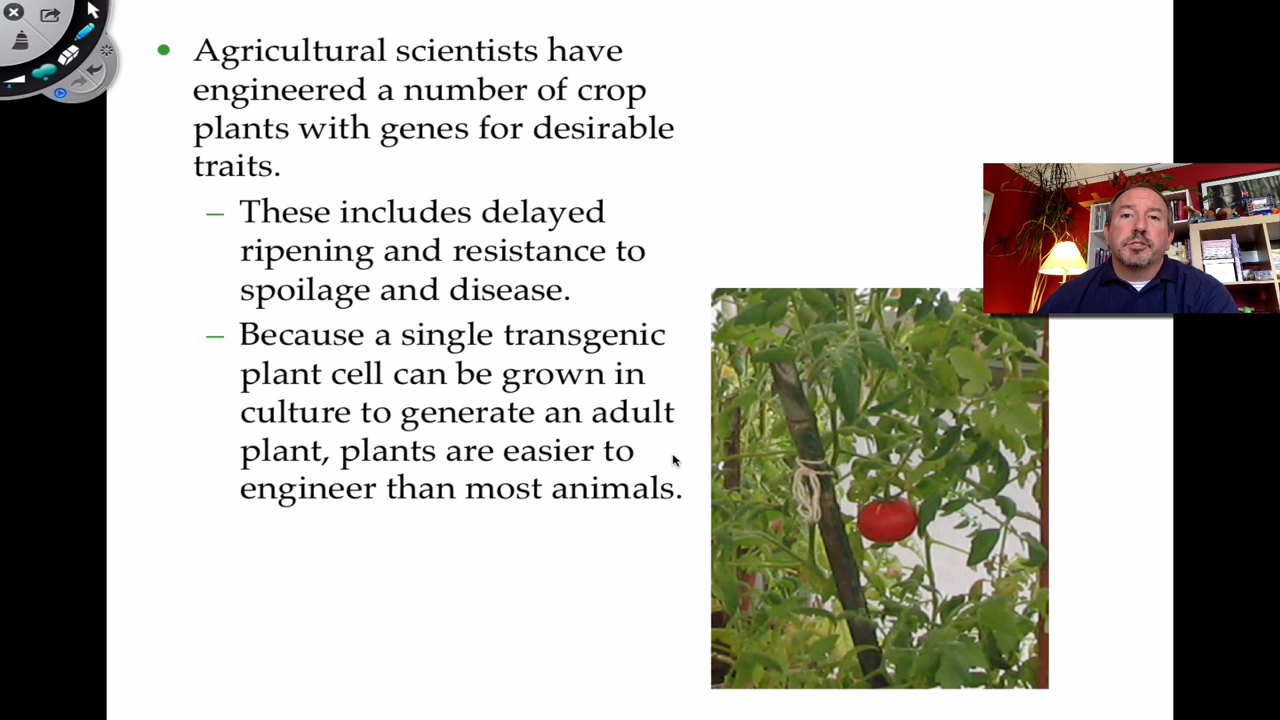 • Agricultural scientists have
engineered a number of crop
plants with genes for desirable
traits.
– These includes delayed
ripening and resistance to
spoilage and disease.
– Because a single transgenic
plant cell can be grown in
culture to generate an adult
plant, plants are easier to
engineer than most animals.